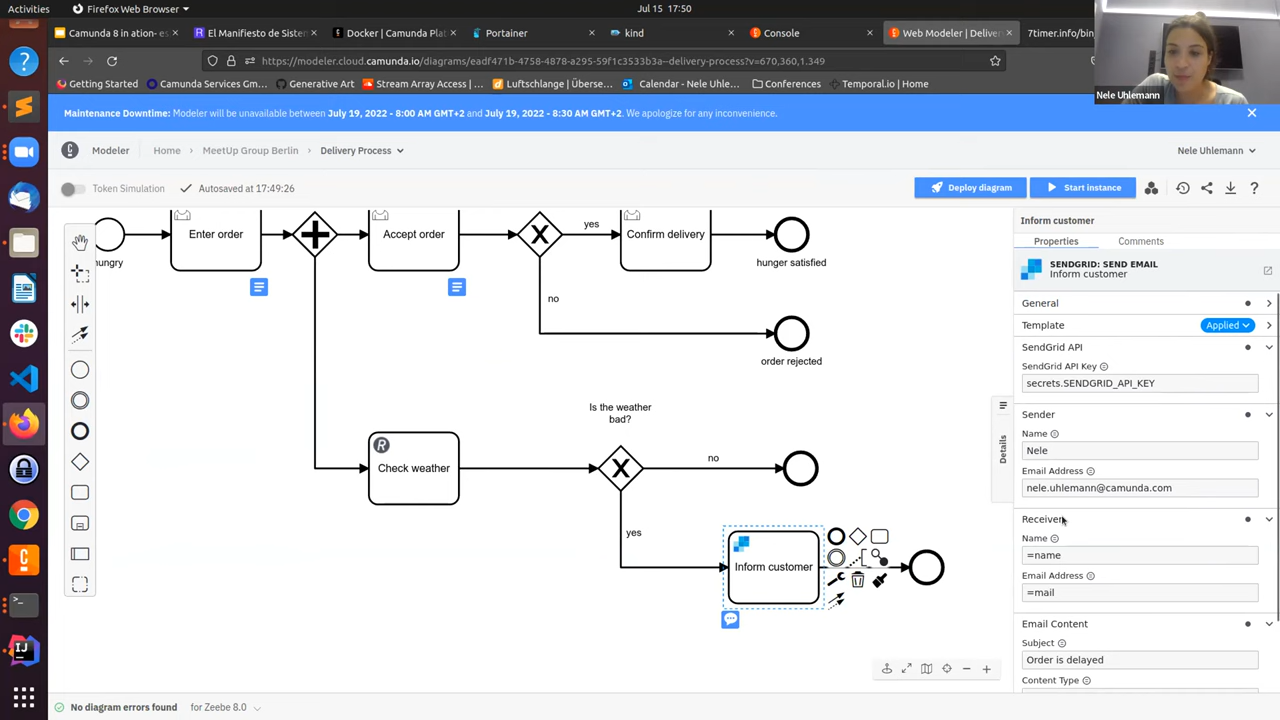 Activities
Firefox Web Browser
Jul 15 17:50
Camunda 8 in ation- es
El Manifiesto de Sister
Docker | Camunda Plat
Portainer
kind
Console
Web Modeler | Deliver
7timer.info/bin
https://modeler.cloud.camunda.io/diagrams/eadf471b-4758-4878-a295-59f1c3533b3a--delivery-process?v=670,360,1.349
Getting Started
Camunda Services Gm...
Generative Art
Stream Array Access | ...
Luftschlange | Überse...
Calendar - Nele Uhle...
Conferences
Temporal.io | Home
Nele Uhlemann
Maintenance Downtime: Modeler will be unavailable between July 19, 2022 - 8:00 AM GMT+2 and July 19, 2022 - 8:30 AM GMT+2. We apologize for any inconvenience.
Modeler
Home
MeetUp Group Berlin
Delivery Process
Nele Uhlemann
Token Simulation
Autosaved at 17:49:26
Deploy diagram
Start instance
hungry
Enter order
Accept order
yes
Confirm delivery
hunger satisfied
no
order rejected
Is the weather
bad?
Check weather
no
yes
Inform customer
Details
Inform customer
Properties
Comments
SENDGRID: SEND EMAIL
Inform customer
General
Template
Applied
SendGrid API
SendGrid API Key
secrets.SENDGRID_API_KEY
Sender
Name
Nele
Email Address
nele.uhlemann@camunda.com
Receiver
Name
=name
Email Address
=mail
Email Content
Subject
Order is delayed
Content Type
No diagram errors found
for Zeebe 8.0